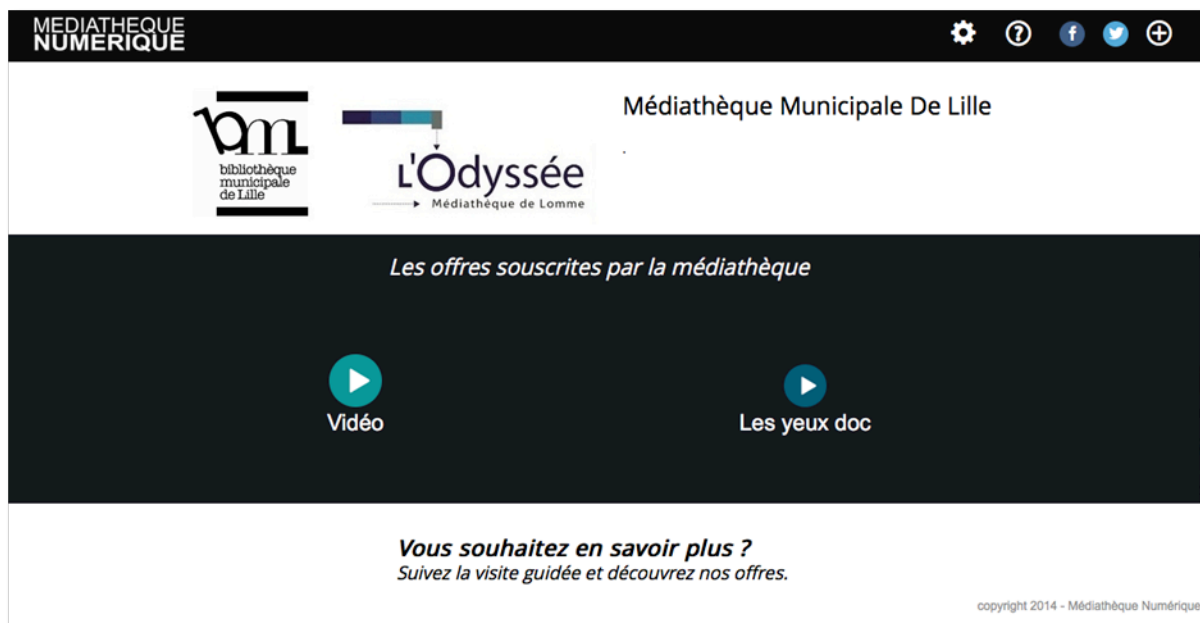 MEDIATHEQUE
NUMERIQUE
bml
bibliothèque
municipale
de Lille
L'Odyssée
Médiathèque de Lomme
Médiathèque Municipale De Lille
.
Les offres souscrites par la médiathèque
Vidéo
Les yeux doc
Vous souhaitez en savoir plus ?
Suivez la visite guidée et découvrez nos offres.
copyright 2014 - Médiathèque Numérique